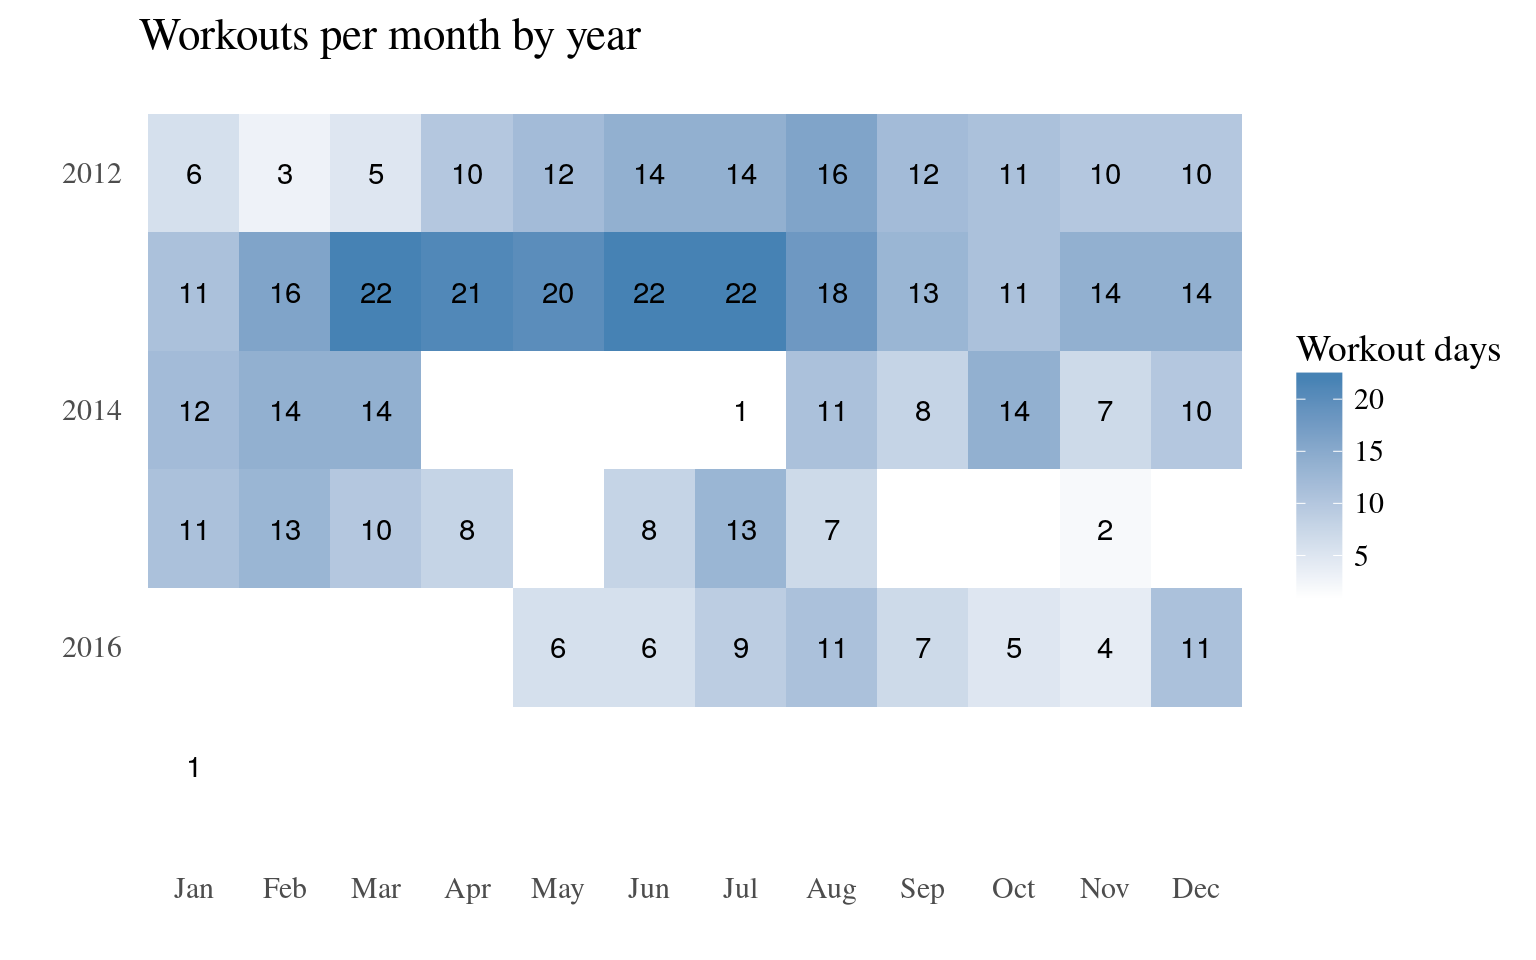 Workouts per month by year
2012 6 3 5 10 12 14 14 16 12 11 10 10
11 16 22 21 20 22 22 18 13 11 14 14
2014 12 14 14 1 11 8 14 7 10
11 13 10 8 8 13 7 2
2016 6 6 9 11 7 5 4 11
1
Jan Feb Mar Apr May Jun Jul Aug Sep Oct Nov Dec
Workout days
20
15
10
5